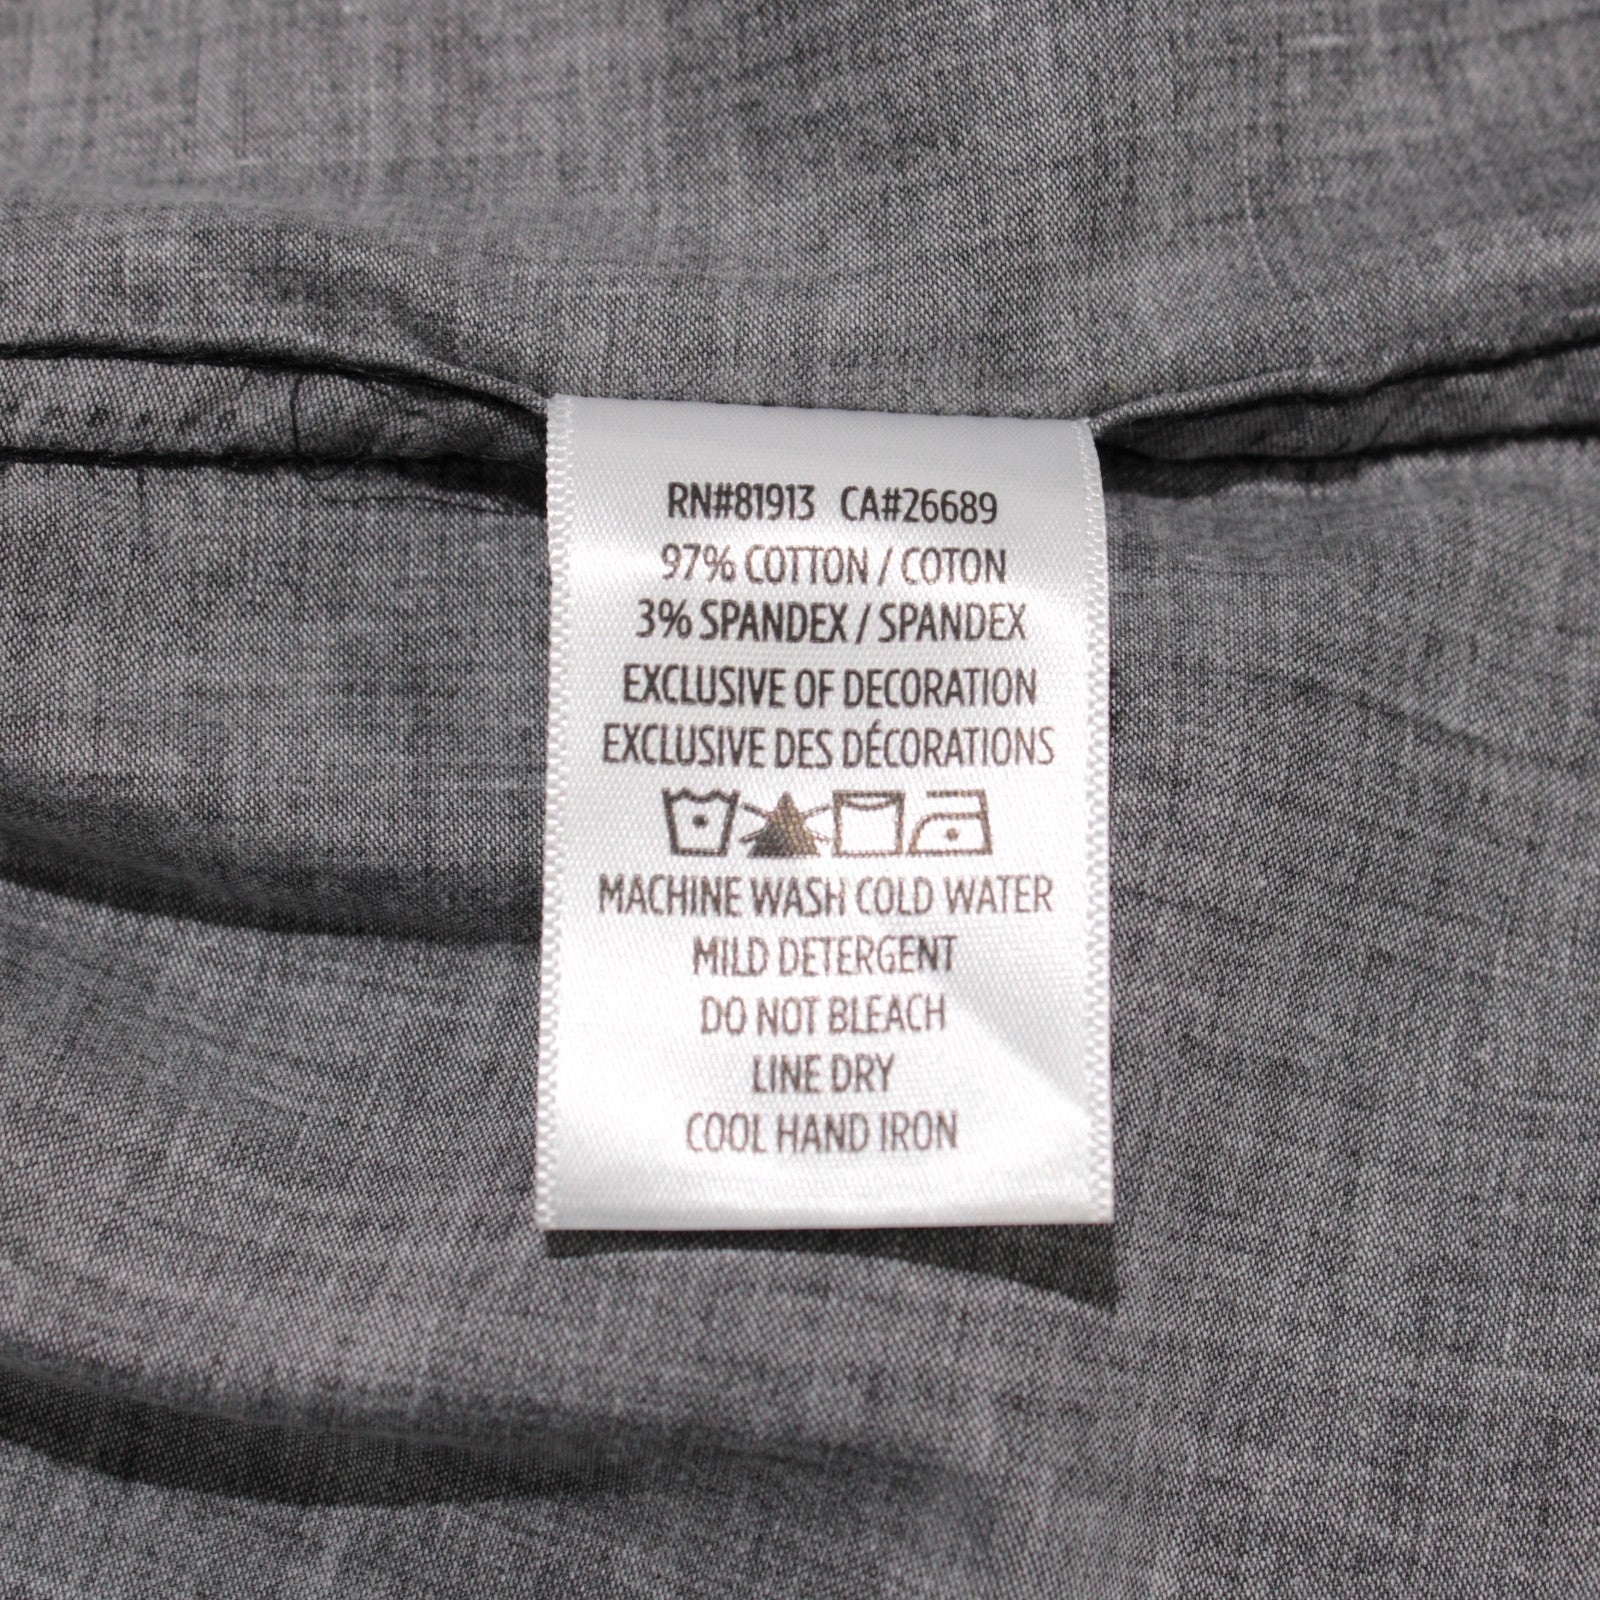 RN#81913 CA#26689
97% COTTON / COTON
3% SPANDEX / SPANDEX
EXCLUSIVE OF DECORATION
EXCLUSIVE DES DÉCORATIONS
MACHINE WASH COLD WATER
MILD DETERGENT
DO NOT BLEACH
LINE DRY
COOL HAND IRON